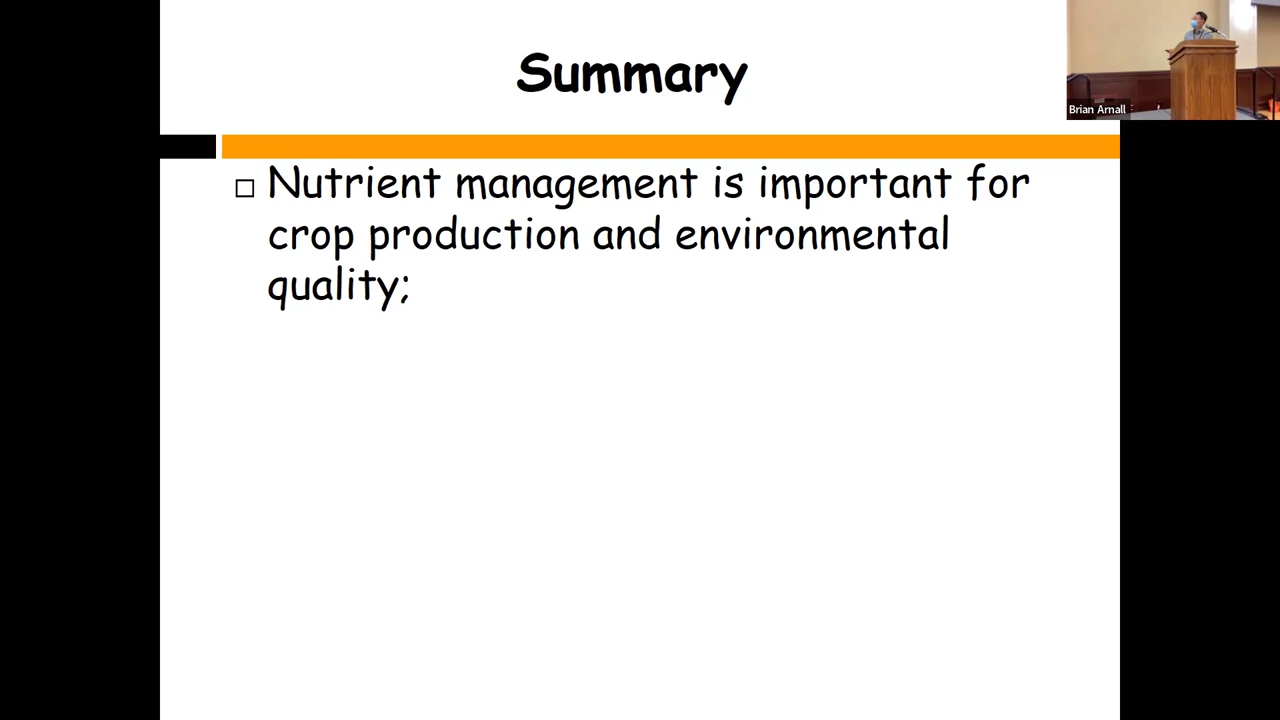 Summary
Brian Arnall
Nutrient management is important for
crop production and environmental
quality;